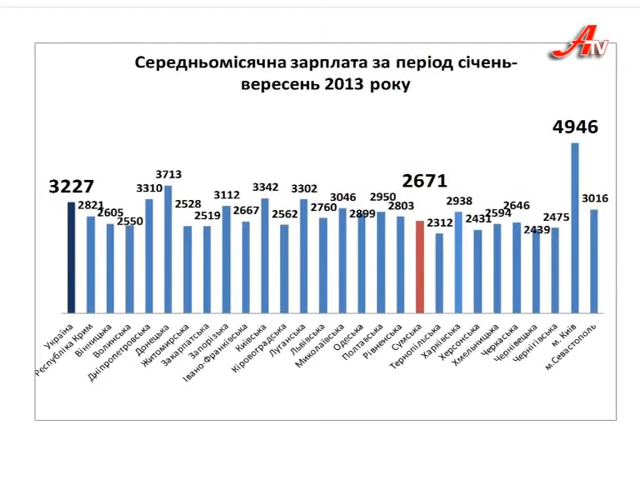 ATV
Середньомісячна зарплата за період січень-
вересень 2013 року
3227
2821
2605
2550
3310
3713
2528
2519
3112
2667
3342
2562
3302
2760
3046
2899
2950
2803
2671
2312
2938
2431
2594
2646
2439
2475
4946
3016
Україна
Республіка Крим
Вінницька
Волинська
Дніпропетровська
Донецька
Житомирська
Закарпатська
Запорізька
Івано-Франківська
Київська
Кіровоградська
Луганська
Львівська
Миколаївська
Одеська
Полтавська
Рівненська
Сумська
Тернопільська
Харківська
Херсонська
Хмельницька
Черкаська
Чернівецька
Чернігівська
м. Київ
м.Севастополь